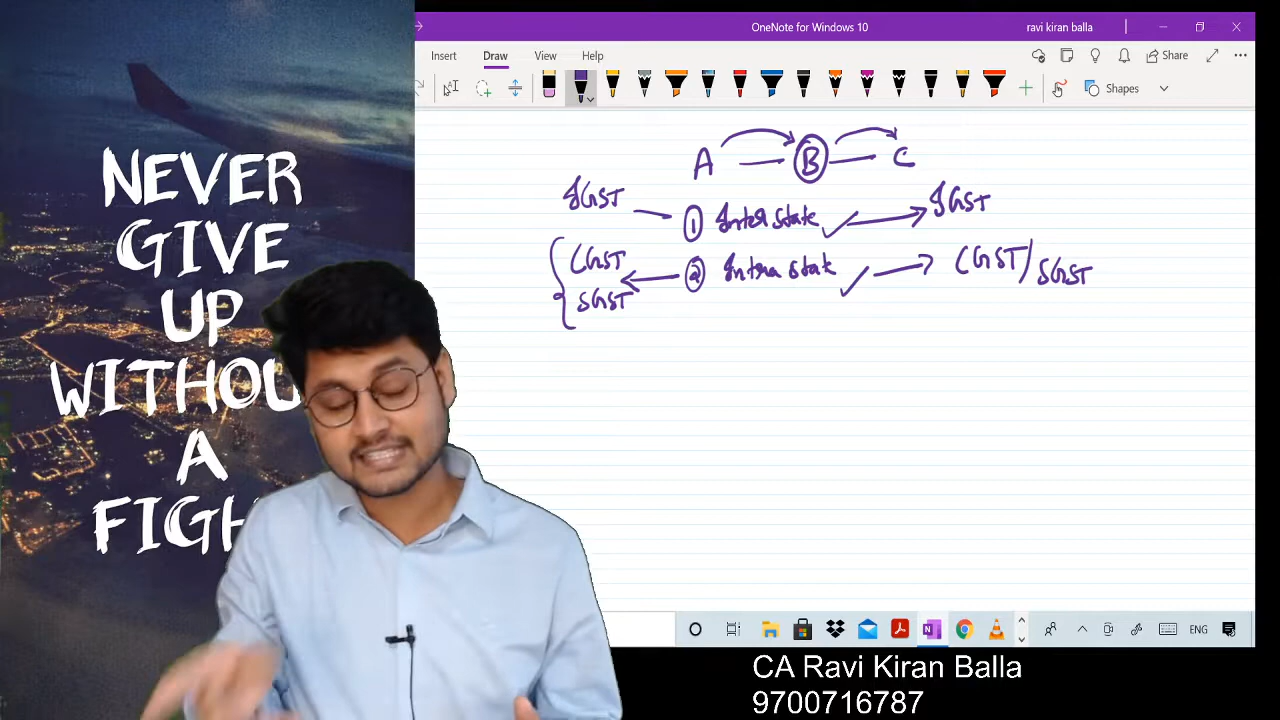 NEVER
GIVE
UP
WITHOU
A
FIGH
OneNote for Windows 10
ravi kiran balla
Insert
Draw
View
Help
Share
Shapes
A B C
IGST
① Inter state
IGST
CGST
SGST
② Intra state
CGST/
SGST
ENG
CA Ravi Kiran Balla
9700716787